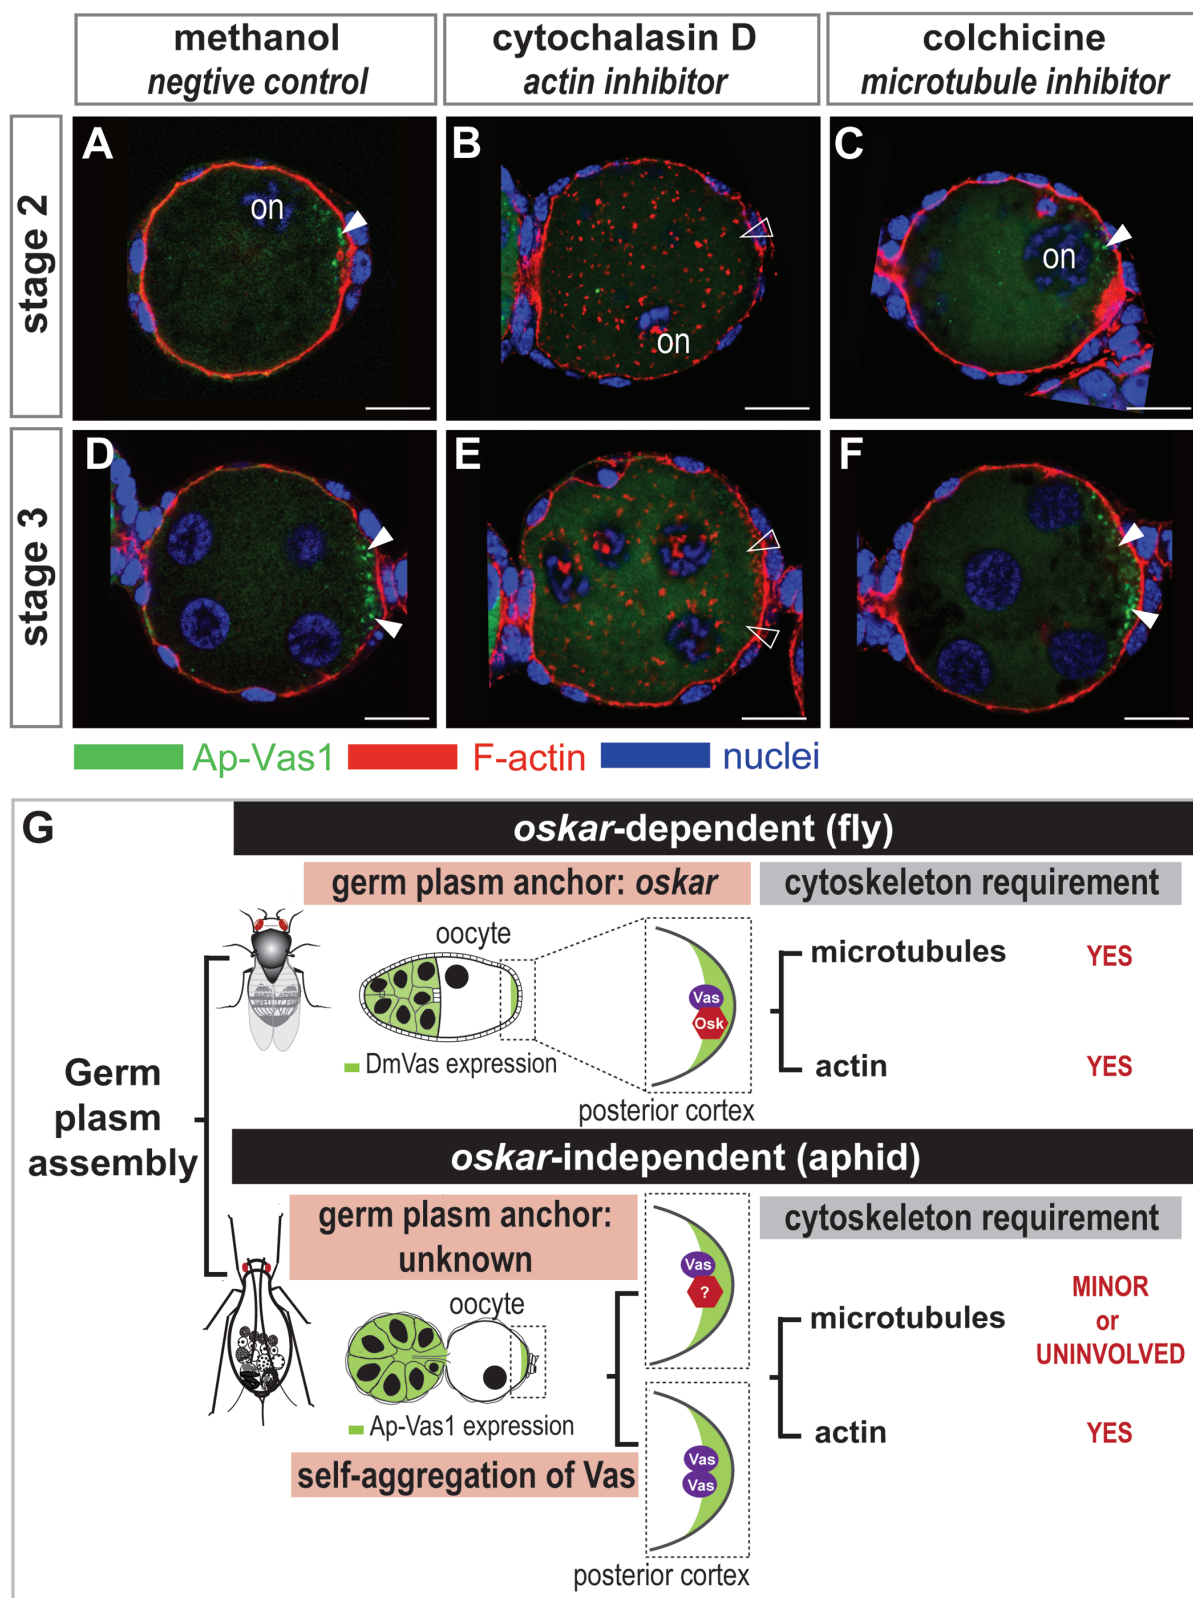 methanol
negtive control
cytochalasin D
actin inhibitor
colchicine
microtubule inhibitor
stage 2
A
on
B
on
C
on
stage 3
D
E
F
Ap-Vas1
F-actin
nuclei
G
oskar-dependent (fly)
germ plasm anchor: oskar
cytoskeleton requirement
oocyte
DmVas expression
Vas
Osk
posterior cortex
microtubules
YES
actin
YES
Germ
plasm
assembly
oskar-independent (aphid)
germ plasm anchor:
unknown
cytoskeleton requirement
oocyte
Ap-Vas1 expression
self-aggregation of Vas
Vas
?
Vas
Vas
posterior cortex
microtubules
MINOR
or
UNINVOLVED
actin
YES